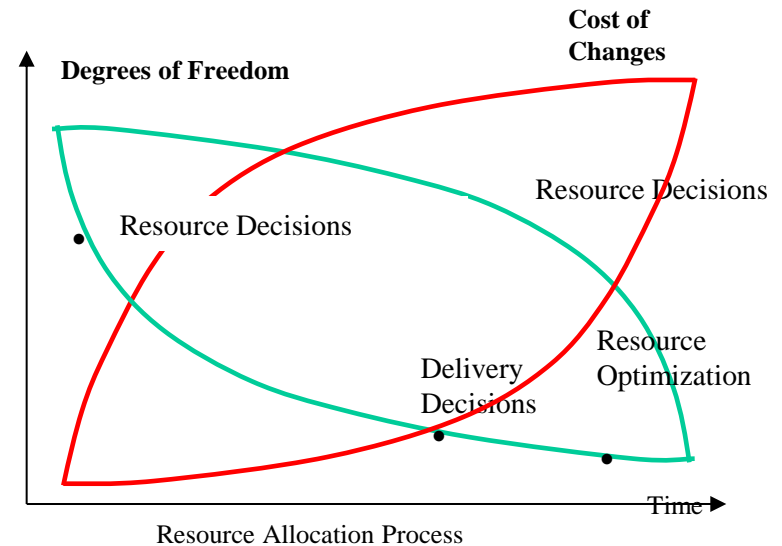 Cost of
Changes
Degrees of Freedom
Resource Decisions
Resource Decisions
Resource
Optimization
Delivery
Decisions
Time
Resource Allocation Process